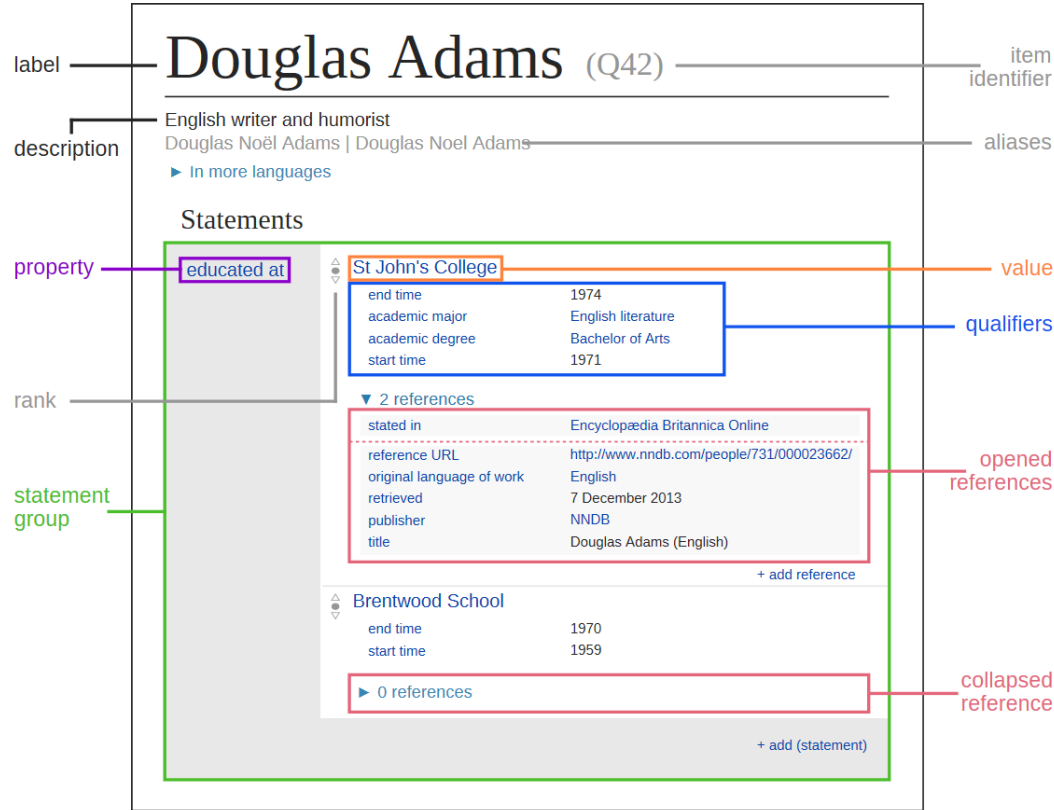 label
Douglas Adams (Q42)
item
identifier
description
English writer and humorist
Douglas Noël Adams | Douglas Noel Adams
aliases
► In more languages
Statements
property
educated at
St John's College
value
end time 1974
academic major English literature
academic degree Bachelor of Arts
start time 1971
qualifiers
rank
▼ 2 references
stated in Encyclopædia Britannica Online
reference URL http://www.nndb.com/people/731/000023662/
original language of work English
retrieved 7 December 2013
publisher NNDB
title Douglas Adams (English)
opened
references
statement
group
+ add reference
Brentwood School
end time 1970
start time 1959
► 0 references
collapsed
reference
+ add (statement)